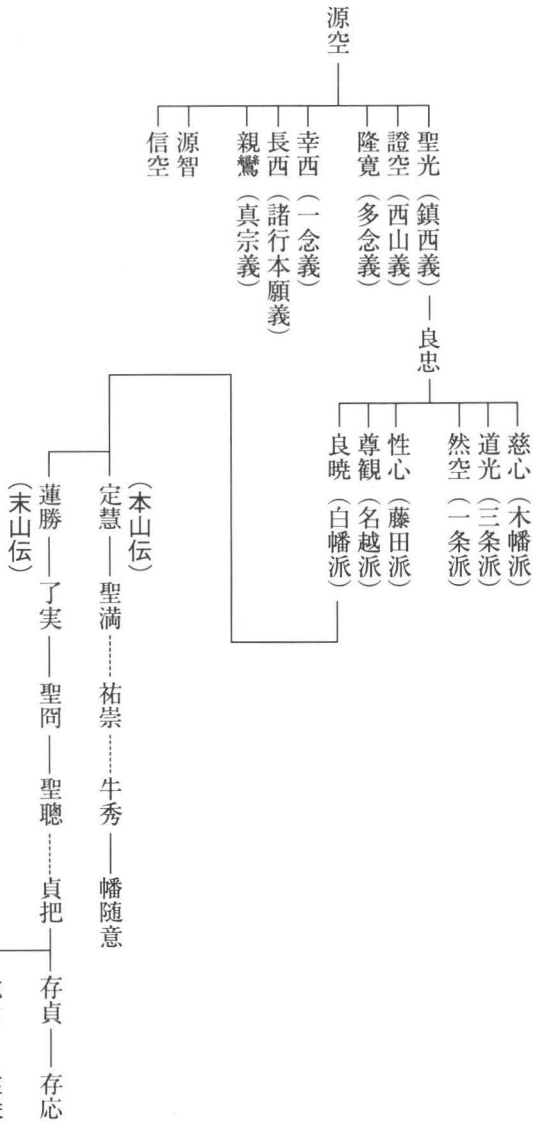 源空
聖光（鎮西義）
證空（西山義）
隆寛（多念義）
幸西（一念義）
長西（諸行本願義）
親鸞（真宗義）
源智
信空
良忠
慈心（木幡派）
道光（三条派）
然空（一条派）
性心（藤田派）
尊観（名越派）
良暁（白幡派）
（本山伝）
定慧
聖満
祐崇
牛秀
幡随意
蓮勝
了実
聖冏
聖聰
貞把
存貞
存応
（末山伝）